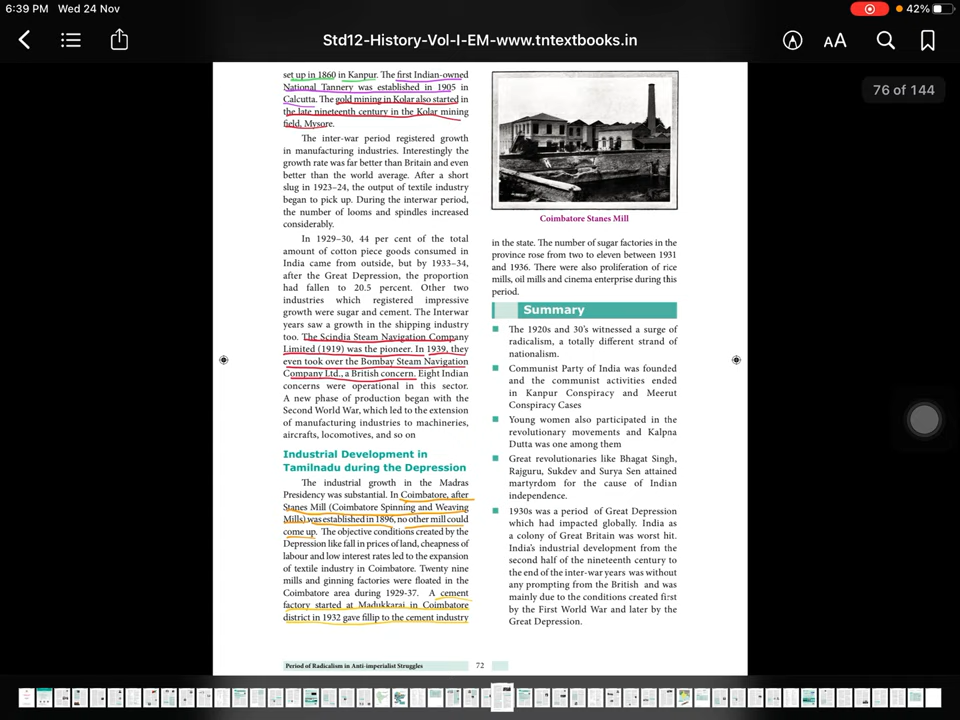 6:39 PM Wed 24 Nov
42%
Std12-History-Vol-I-EM-www.tntextbooks.in
AA
76 of 144
set up in 1860 in Kanpur. The first Indian-owned
National Tannery was established in 1905 in
Calcutta. The gold mining in Kolar also started in
the late nineteenth century in the Kolar mining
field, Mysore.
The inter-war period registered growth
in manufacturing industries. Interestingly the
growth rate was far better than Britain and even
better than the world average. After a short
slug in 1923–24, the output of textile industry
began to pick up. During the interwar period,
the number of looms and spindles increased
considerably.
In 1929–30, 44 per cent of the total
amount of cotton piece goods consumed in
India came from outside, but by 1933–34,
after the Great Depression, the proportion
had fallen to 20.5 percent. Other two
industries which registered impressive
growth were sugar and cement. The Interwar
years saw a growth in the shipping industry
too. The Scindia Steam Navigation Company
Limited (1919) was the pioneer. In 1939, they
even took over the Bombay Steam Navigation
Company Ltd., a British concern. Eight Indian
concerns were operational in this sector.
A new phase of production began with the
Second World War, which led to the extension
of manufacturing industries to machineries,
aircrafts, locomotives, and so on
Industrial Development in
Tamilnadu during the Depression
The industrial growth in the Madras
Presidency was substantial. In Coimbatore, after
Stanes Mill (Coimbatore Spinning and Weaving
Mills) was established in 1896, no other mill could
come up. The objective conditions created by the
Depression like fall in prices of land, cheapness of
labour and low interest rates led to the expansion
of textile industry in Coimbatore. Twenty nine
mills and ginning factories were floated in the
Coimbatore area during 1929-37. A cement
factory started at Madukkarai in Coimbatore
district in 1932 gave fillip to the cement industry
Coimbatore Stanes Mill
in the state. The number of sugar factories in the
province rose from two to eleven between 1931
and 1936. There were also proliferation of rice
mills, oil mills and cinema enterprise during this
period.
Summary
The 1920s and 30's witnessed a surge of
radicalism, a totally different strand of
nationalism.
Communist Party of India was founded
and the communist activities ended
in Kanpur Conspiracy and Meerut
Conspiracy Cases
Young women also participated in the
revolutionary movements and Kalpna
Dutta was one among them
Great revolutionaries like Bhagat Singh,
Rajguru, Sukdev and Surya Sen attained
martyrdom for the cause of Indian
independence.
1930s was a period of Great Depression
which had impacted globally. India as
a colony of Great Britain was worst hit.
India's industrial development from the
second half of the nineteenth century to
the end of the inter-war years was without
any prompting from the British and was
mainly due to the conditions created first
by the First World War and later by the
Great Depression.
Period of Radicalism in Anti-imperialist Struggles
72